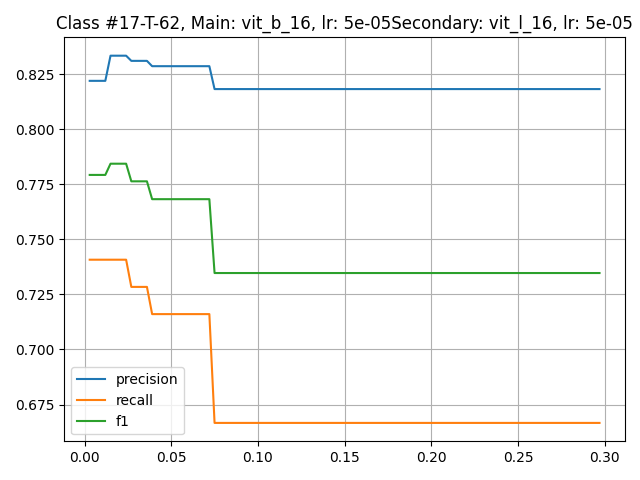 Class #17-T-62, Main: vit_b_16, lr: 5e-05Secondary: vit_l_16, lr: 5e-05
0.825
0.800
0.775
0.750
0.725
0.700
0.675
precision
recall
f1
0.00 0.05 0.10 0.15 0.20 0.25 0.30